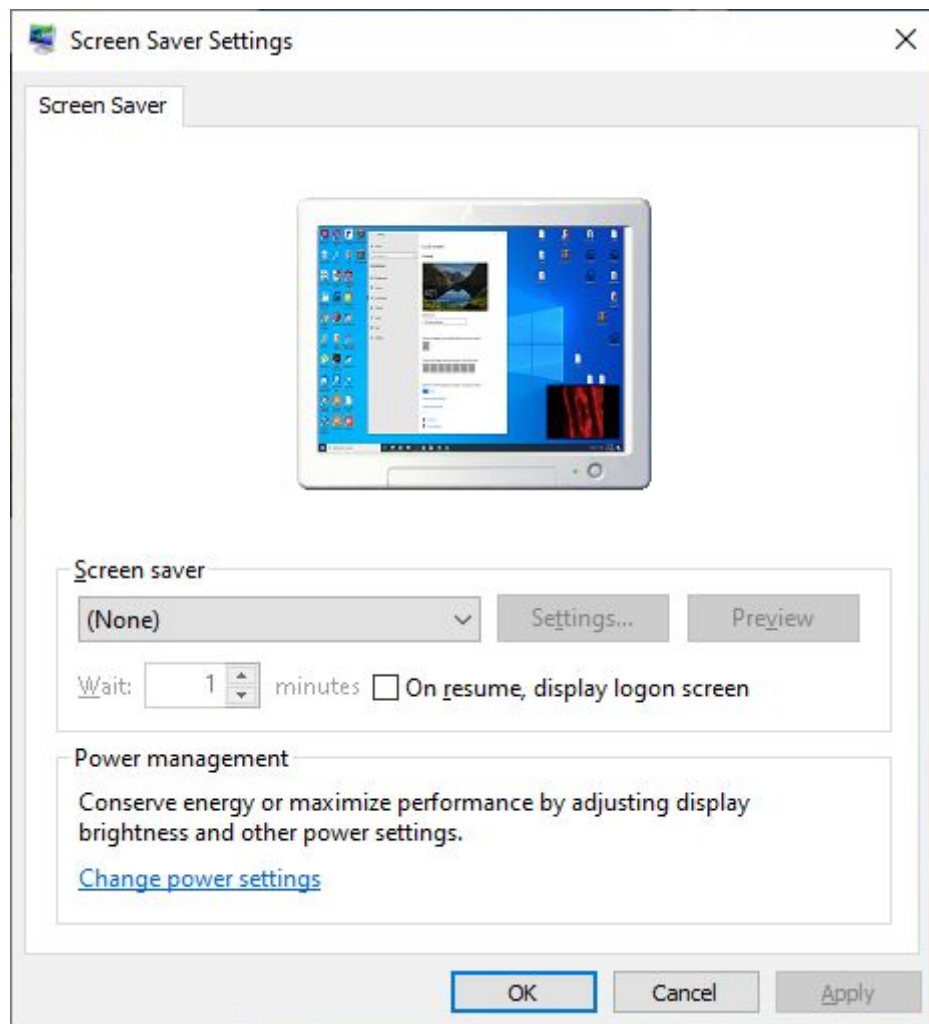 Screen Saver Settings
Screen Saver
Screen saver
(None)
Settings...
Preview
Wait: 1 minutes On resume, display logon screen
Power management
Conserve energy or maximize performance by adjusting display
brightness and other power settings.
Change power settings
OK Cancel Apply